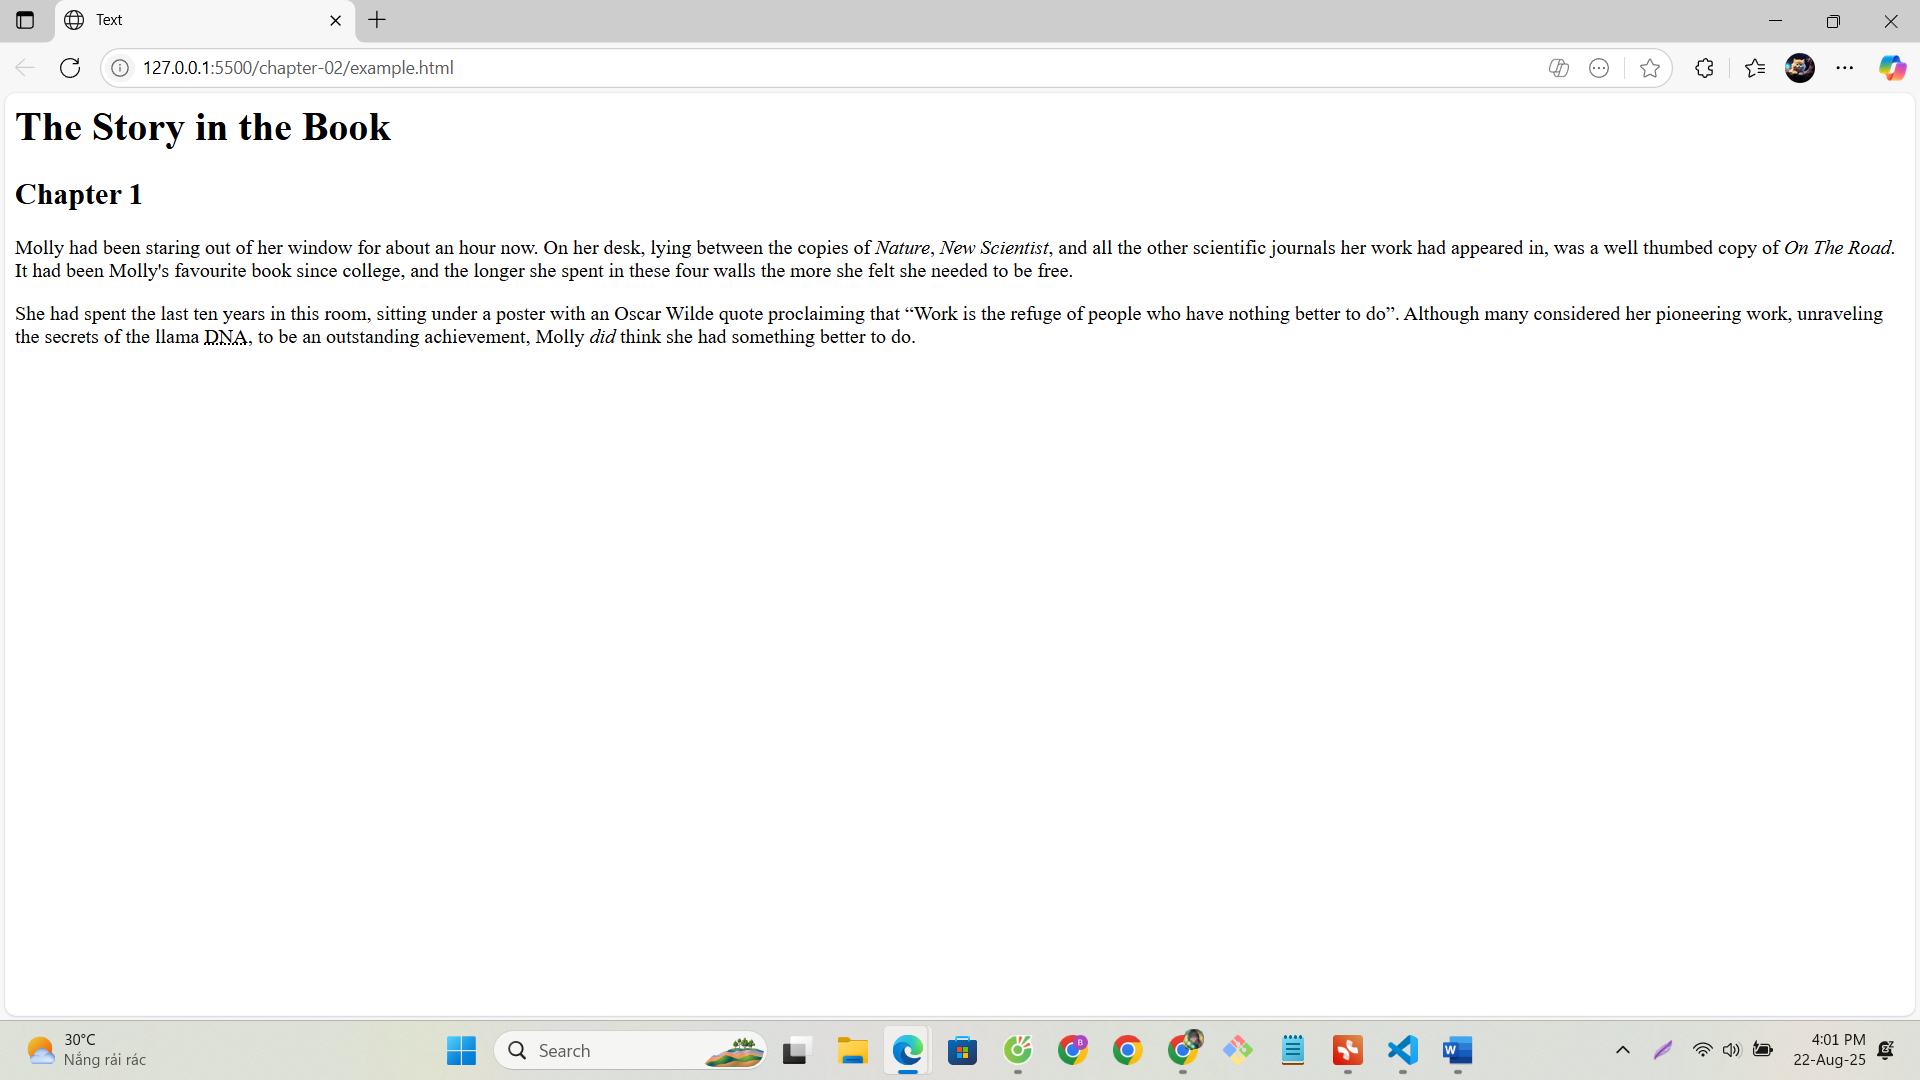 Text
127.0.0.1:5500/chapter-02/example.html
The Story in the Book
Chapter 1
Molly had been staring out of her window for about an hour now. On her desk, lying between the copies of Nature, New Scientist, and all the other scientific journals her work had appeared in, was a well thumbed copy of On The Road.
It had been Molly's favourite book since college, and the longer she spent in these four walls the more she felt she needed to be free.
She had spent the last ten years in this room, sitting under a poster with an Oscar Wilde quote proclaiming that “Work is the refuge of people who have nothing better to do”. Although many considered her pioneering work, unraveling
the secrets of the llama DNA, to be an outstanding achievement, Molly did think she had something better to do.
30°C
Nắng rải rác
Search
B
W
4:01 PM
22-Aug-25